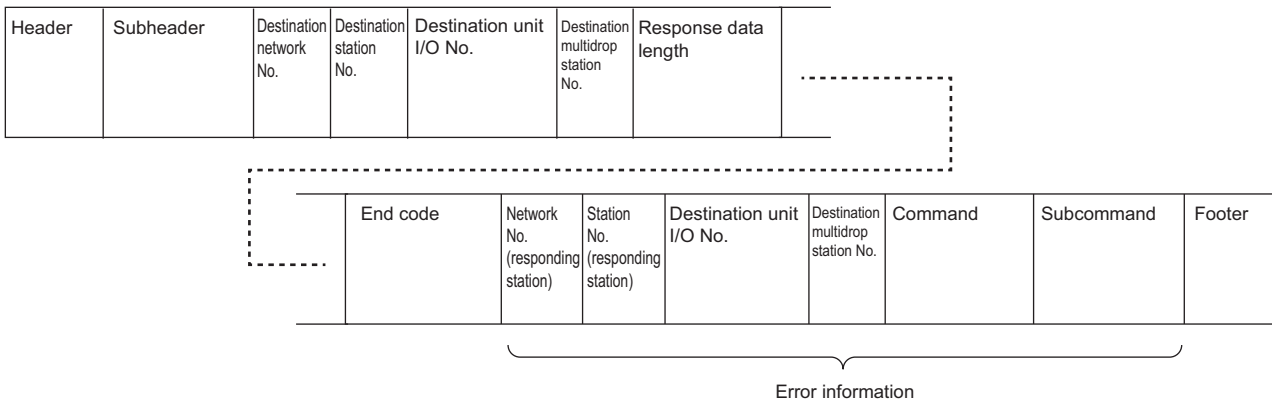 Header
Subheader
Destination
network
No.
Destination
station
No.
Destination unit
I/O No.
Destination
multidrop
station
No.
Response data
length
End code
Network
No.
(responding
station)
Station
No.
(responding
station)
Destination unit
I/O No.
Destination
multidrop
station No.
Command
Subcommand
Footer
Error information